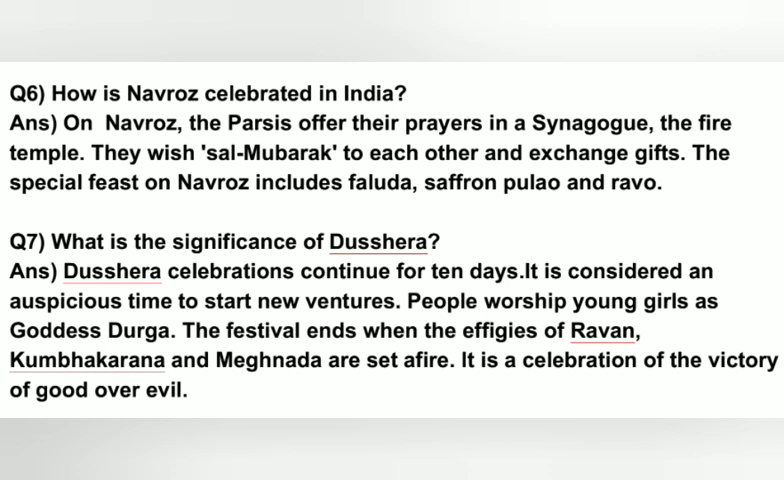 Q6) How is Navroz celebrated in India?
Ans) On  Navroz, the Parsis offer their prayers in a Synagogue, the fire
temple. They wish 'sal-Mubarak' to each other and exchange gifts. The
special feast on Navroz includes faluda, saffron pulao and ravo.
Q7) What is the significance of Dusshera?
Ans) Dusshera celebrations continue for ten days.It is considered an
auspicious time to start new ventures. People worship young girls as
Goddess Durga. The festival ends when the effigies of Ravan,
Kumbhakarana and Meghnada are set afire. It is a celebration of the victory
of good over evil.